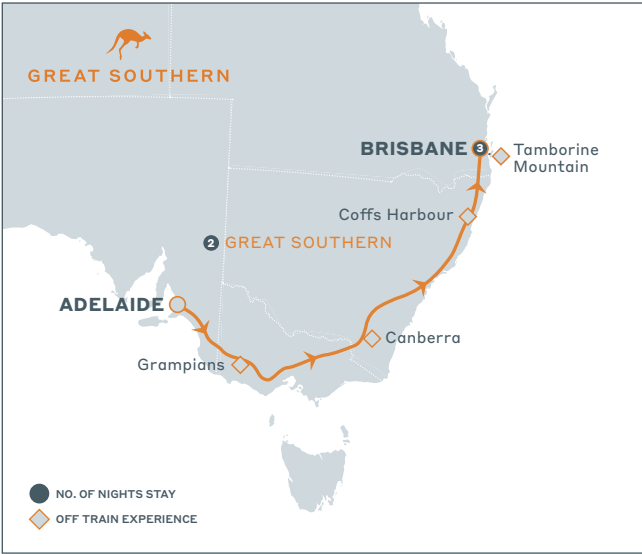 GREAT SOUTHERN
BRISBANE 3
Tamborine
Mountain
Coffs Harbour
2 GREAT SOUTHERN
ADELAIDE
Canberra
Grampians
NO. OF NIGHTS STAY
OFF TRAIN EXPERIENCE